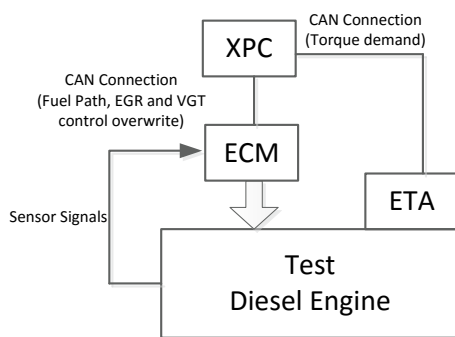 CAN Connection
(Torque demand)
XPC
CAN Connection
(Fuel Path, EGR and VGT
control overwrite)
ECM
ETA
Sensor Signals
Test
Diesel Engine